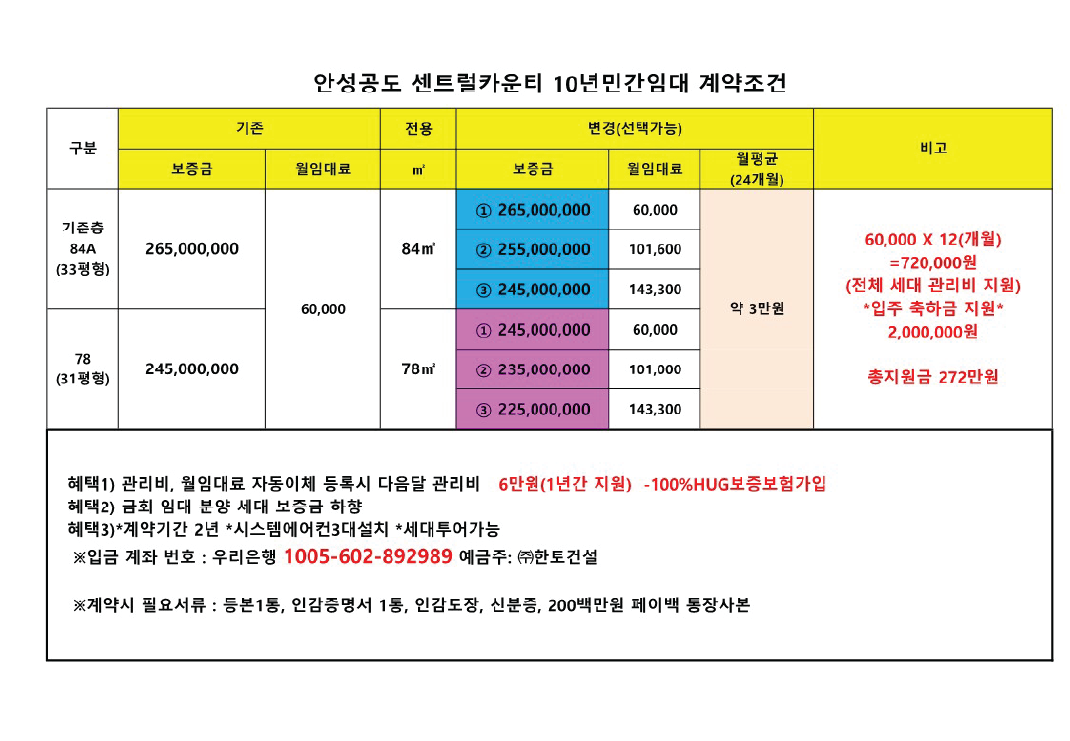 안성공도 센트럴카운티 10년민간임대 계약조건
구분 기존 전용 변경(선택가능) 비고
보증금 월임대료 ㎡ 보증금 월임대료 월평균
(24개월)
기존층
84A
(33평형)
265,000,000
60,000
84㎡
① 265,000,000 60,000
② 255,000,000 101,600
③ 245,000,000 143,300
약 3만원
78
(31평형)
245,000,000
78㎡
① 245,000,000 60,000
② 235,000,000 101,000
③ 225,000,000 143,300
60,000 X 12(개월)
=720,000원
(전체 세대 관리비 지원)
*입주 축하금 지원*
2,000,000원
총지원금 272만원
혜택1) 관리비, 월임대료 자동이체 등록시 다음달 관리비 6만원(1년간 지원) -100%HUG보증보험가입
혜택2) 금회 임대 분양 세대 보증금 하향
혜택3)*계약기간 2년 *시스템에어컨3대설치 *세대투어가능
※입금 계좌 번호 : 우리은행 1005-602-892989 예금주: ㈜한토건설
※계약시 필요서류 : 등본1통, 인감증명서 1통, 인감도장, 신분증, 200백만원 페이백 통장사본